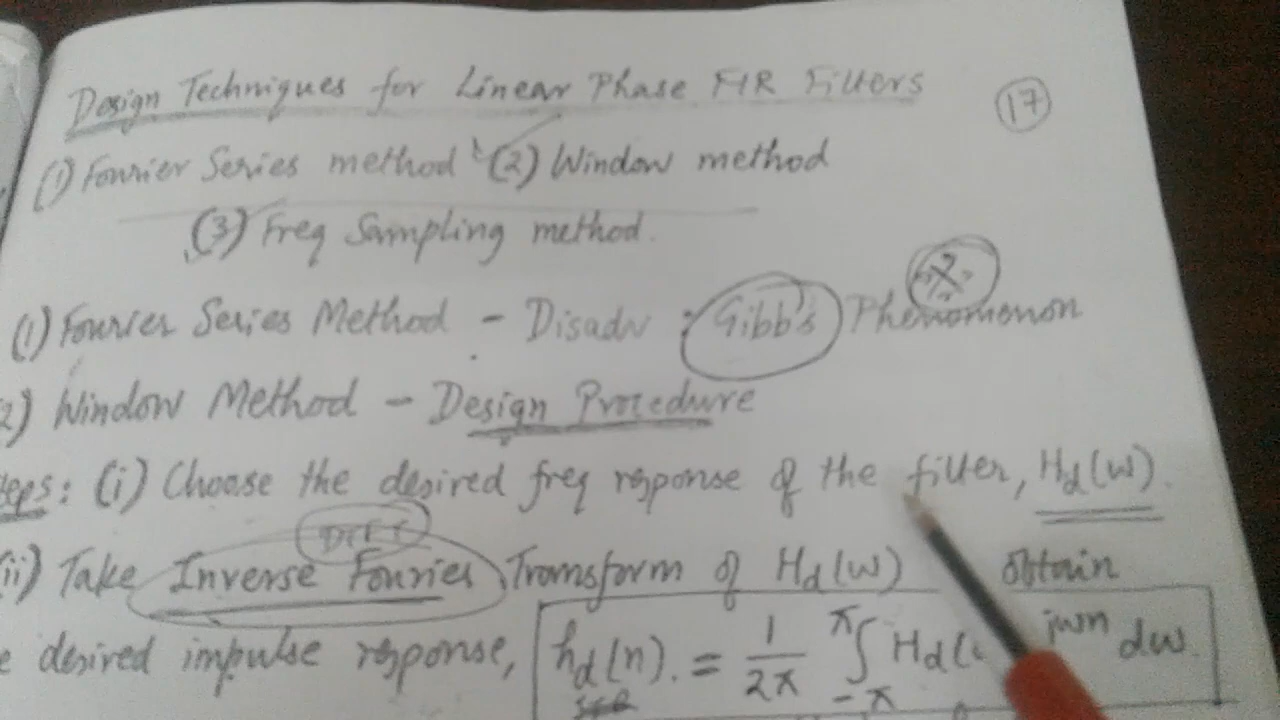 Design Techniques for Linear Phase FIR Filters
(17)
(1) Fourier Series method (2) Window method
(3) Freq Sampling method.
(1) Fourier Series Method - Disadv : Gibb's Phenomenon
2) Window Method - Design Procedure
teps: (i) Choose the desired freq response of the filter, Hd(w).
(ii) Take Inverse Fourier Transform of Hd(w) obtain
e desired impulse response, hd(n). = 1/2π ∫ -π π Hd( jwn dw.